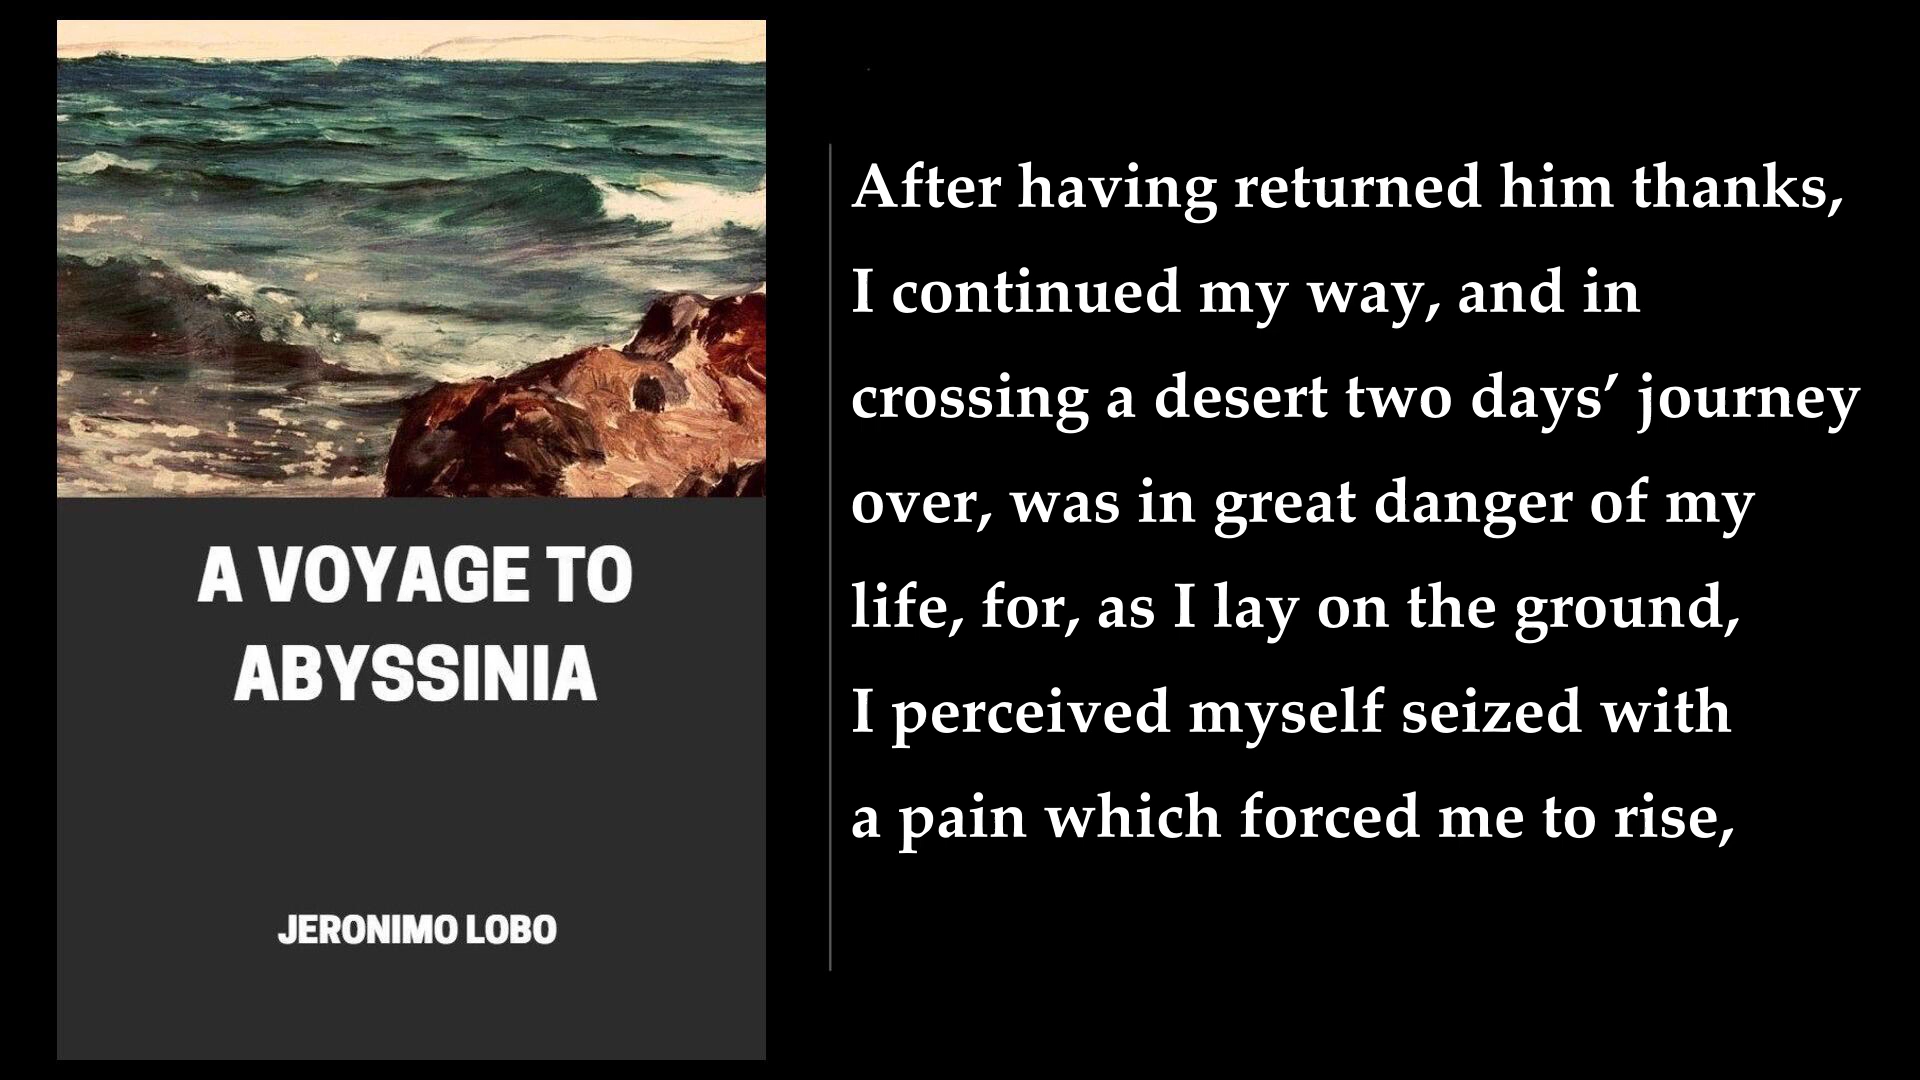 A VOYAGE TO
ABYSSINIA
JERONIMO LOBO
After having returned him thanks,
I continued my way, and in
crossing a desert two days’ journey
over, was in great danger of my
life, for, as I lay on the ground,
I perceived myself seized with
a pain which forced me to rise,